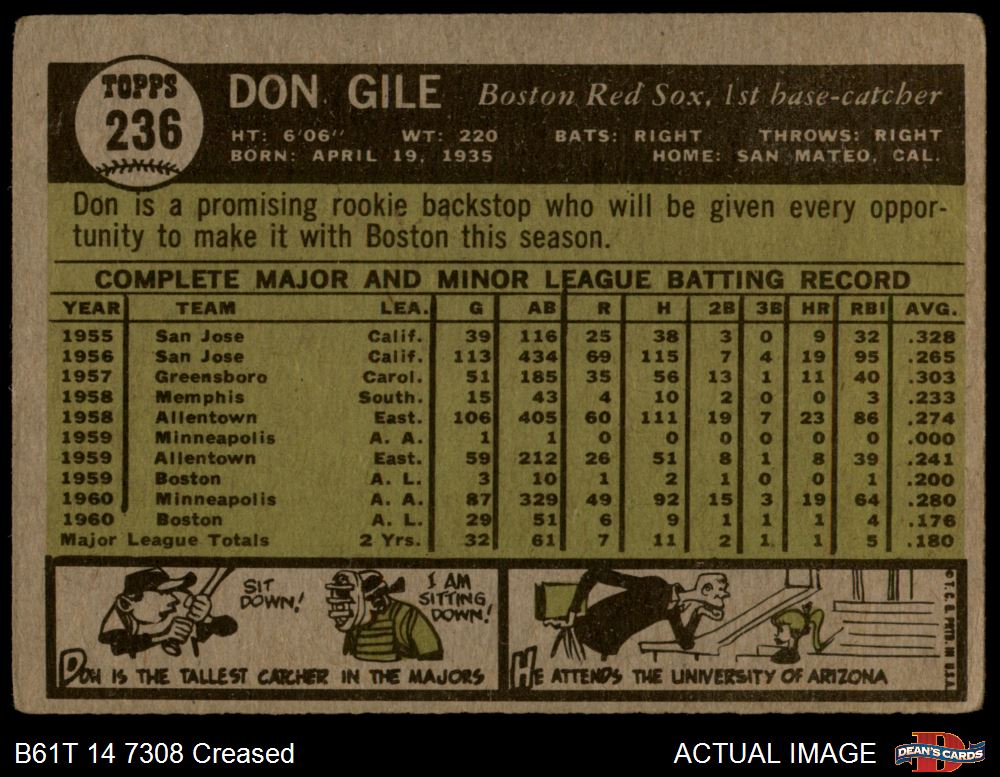 TOPPS
236
DON GILE Boston Red Sox, 1st base-catcher
HT: 6'06" WT: 220 BATS: RIGHT THROWS: RIGHT
BORN: APRIL 19, 1935 HOME: SAN MATEO, CAL.
Don is a promising rookie backstop who will be given every oppor-
tunity to make it with Boston this season.
COMPLETE MAJOR AND MINOR LEAGUE BATTING RECORD
YEAR TEAM LEA. G AB R H 2B 3B HR RBI AVG.
1955 San Jose Calif. 39 116 25 38 3 0 9 32 .328
1956 San Jose Calif. 113 434 69 115 7 4 19 95 .265
1957 Greensboro Carol. 51 185 35 56 13 1 11 40 .303
1958 Memphis South. 15 43 4 10 2 0 0 3 .233
1958 Allentown East. 106 405 60 111 19 7 23 86 .274
1959 Minneapolis A. A. 1 1 0 0 0 0 0 0 .000
1959 Allentown East. 59 212 26 51 8 1 8 39 .241
1959 Boston A. L. 3 10 1 2 1 0 0 1 .200
1960 Minneapolis A. A. 87 329 49 92 15 3 19 64 .280
1960 Boston A. L. 29 51 6 9 1 1 1 4 .176
Major League Totals 2 Yrs. 32 61 7 11 2 1 1 5 .180
SIT
DOWN!
I AM
SITTING
DOWN!
DON IS THE TALLEST CATCHER IN THE MAJORS
HE ATTENDS THE UNIVERSITY OF ARIZONA
© T. C. G. PRTD. IN U.S.A.
B61T 14 7308 Creased ACTUAL IMAGE
DEAN'S CARDS